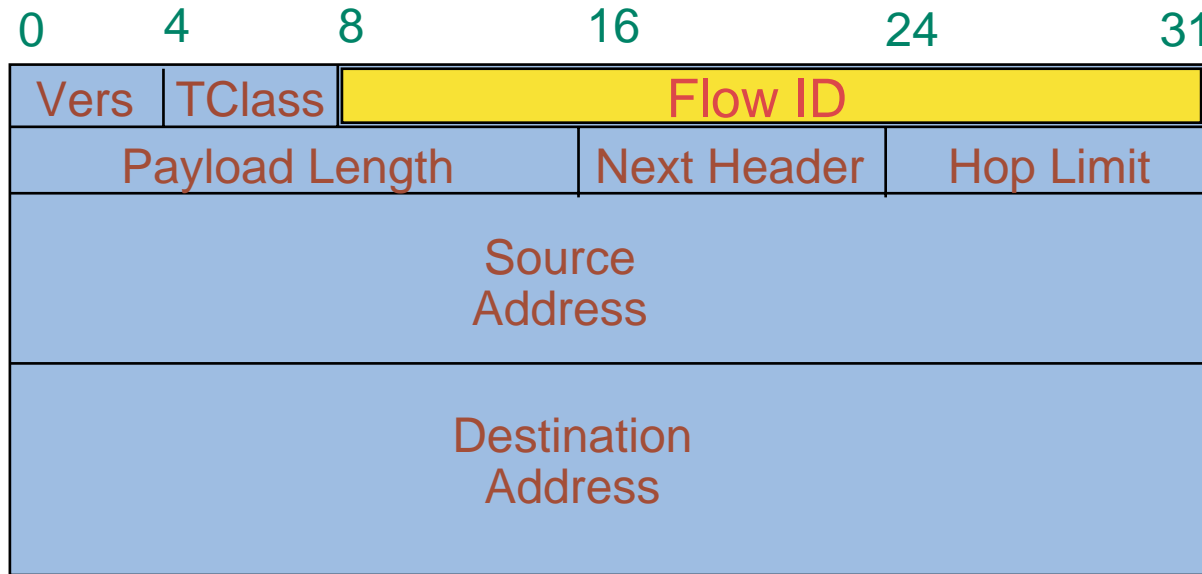 0 4 8 16 24 31
Vers TClass Flow ID
Payload Length Next Header Hop Limit
Source
Address
Destination
Address